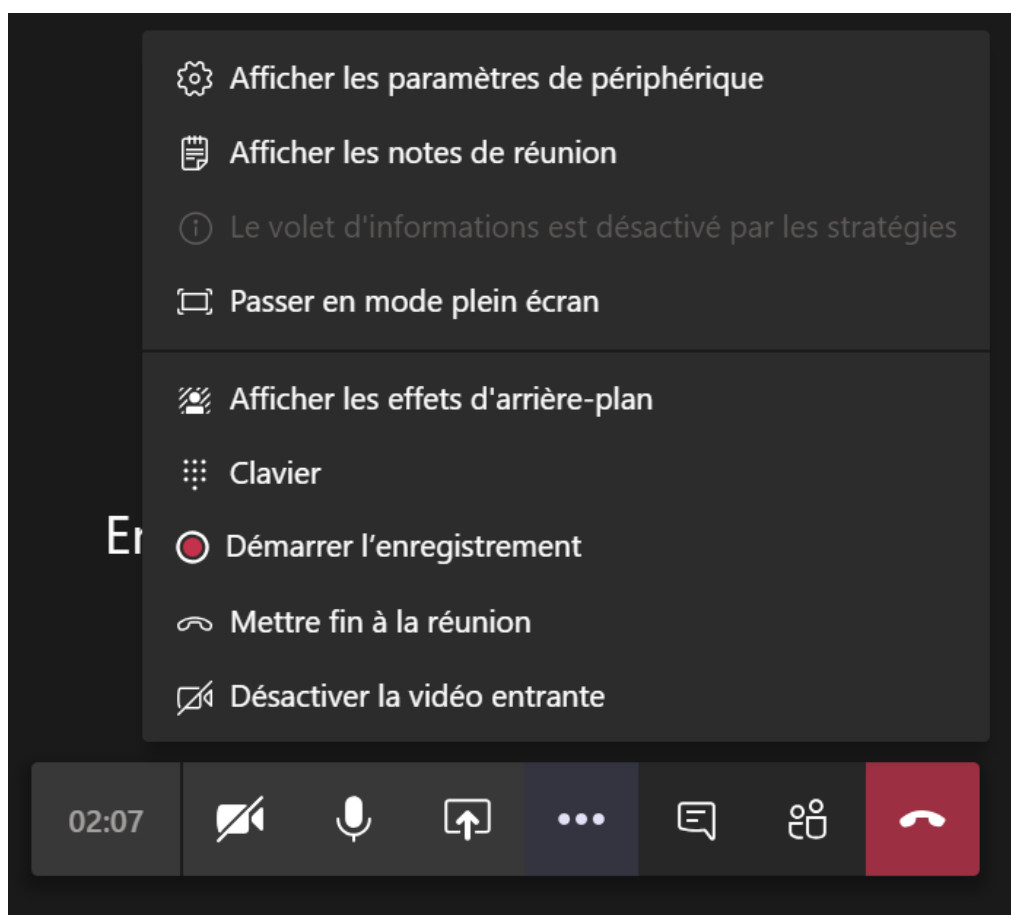 Afficher les paramètres de périphérique
Afficher les notes de réunion
Le volet d'informations est désactivé par les stratégies
Passer en mode plein écran
Afficher les effets d'arrière-plan
Clavier
Er
Démarrer l’enregistrement
Mettre fin à la réunion
Désactiver la vidéo entrante
02:07